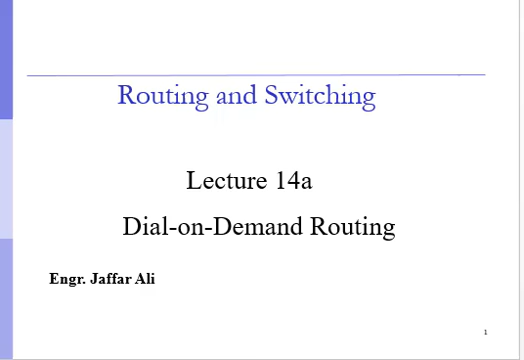 Routing and Switching
Lecture 14a
Dial-on-Demand Routing
Engr. Jaffar Ali
1